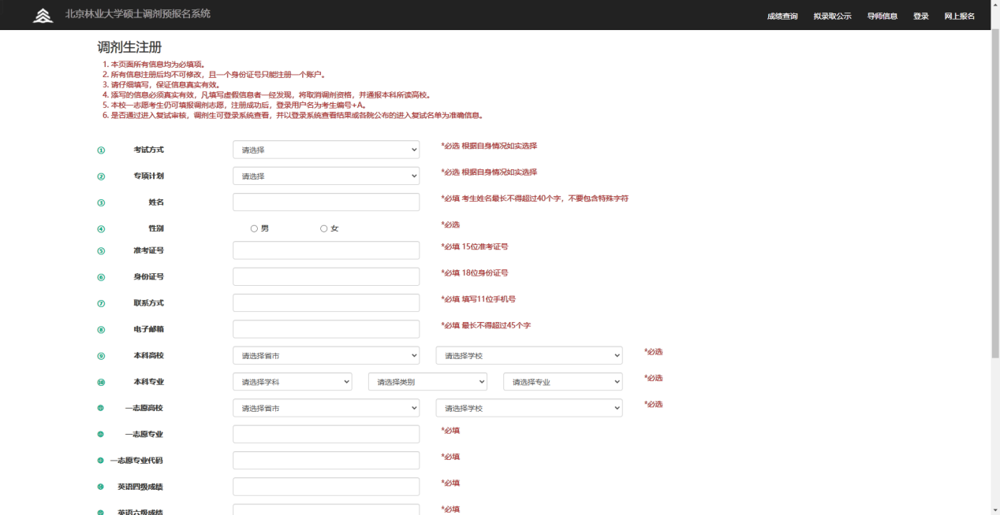 北京林业大学硕士调剂预报名系统
成绩查询 拟录取公示 导师信息 登录 网上报名
调剂生注册
1. 本页面所有信息均为必填项。
2. 所有信息注册后均不可修改，且一个身份证号只能注册一个账户。
3. 请仔细填写，保证信息真实有效。
4. 添写的信息必须真实有效，凡填写虚假信息者一经发现，将取消调剂资格，并通报本科所读高校。
5. 本校一志愿考生仍可填报调剂志愿，注册成功后，登录用户名为考生编号+A。
6. 是否通过进入复试审核，调剂生可登录系统查看，并以登录系统查看结果或各院公布的进入复试名单为准确信息。
① 考试方式 请选择 *必选 根据自身情况如实选择
② 专项计划 请选择 *必选 根据自身情况如实选择
③ 姓名 *必填 考生姓名最长不得超过40个字，不要包含特殊字符
④ 性别 男 女 *必选
⑤ 准考证号 *必填 15位准考证号
⑥ 身份证号 *必填 18位身份证号
⑦ 联系方式 *必填 填写11位手机号
⑧ 电子邮箱 *必填 最长不得超过45个字
⑨ 本科高校 请选择省市 请选择学校 *必选
⑩ 本科专业 请选择学科 请选择类别 请选择专业 *必选
一志愿高校 请选择省市 请选择学校 *必选
一志愿专业 *必填
一志愿专业代码 *必填
英语四级成绩 *必填
英语六级成绩 *必填